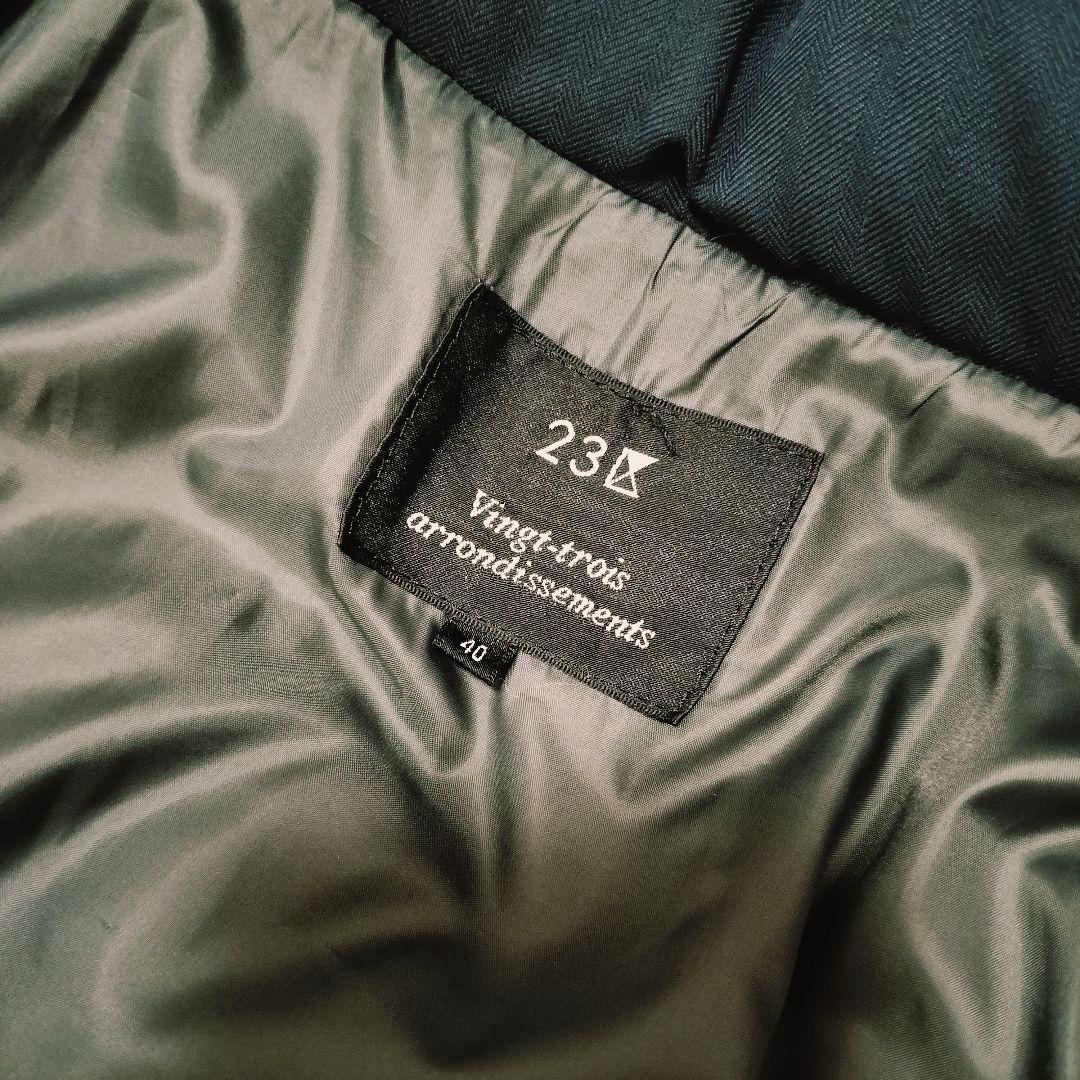 23区
Vingt-trois
arrondissements
40